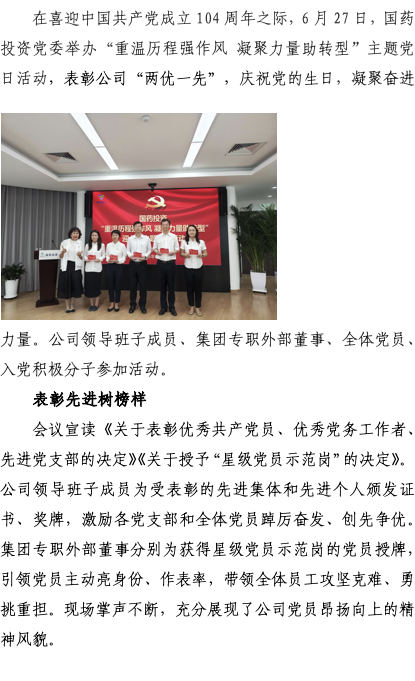 在喜迎中国共产党成立 104 周年之际，6 月 27 日，国药
投资党委举办“重温历程强作风 凝聚力量助转型”主题党
日活动，表彰公司“两优一先”，庆祝党的生日，凝聚奋进
国药投资
“重温历程强作风 凝聚力量助转型”
力量。公司领导班子成员、集团专职外部董事、全体党员、
入党积极分子参加活动。
表彰先进树榜样
会议宣读《关于表彰优秀共产党员、优秀党务工作者、
先进党支部的决定》《关于授予“星级党员示范岗”的决定》。
公司领导班子成员为受表彰的先进集体和先进个人颁发证
书、奖牌，激励各党支部和全体党员踔厉奋发、创先争优。
集团专职外部董事分别为获得星级党员示范岗的党员授牌，
引领党员主动亮身份、作表率，带领全体员工攻坚克难、勇
挑重担。现场掌声不断，充分展现了公司党员昂扬向上的精
神风貌。